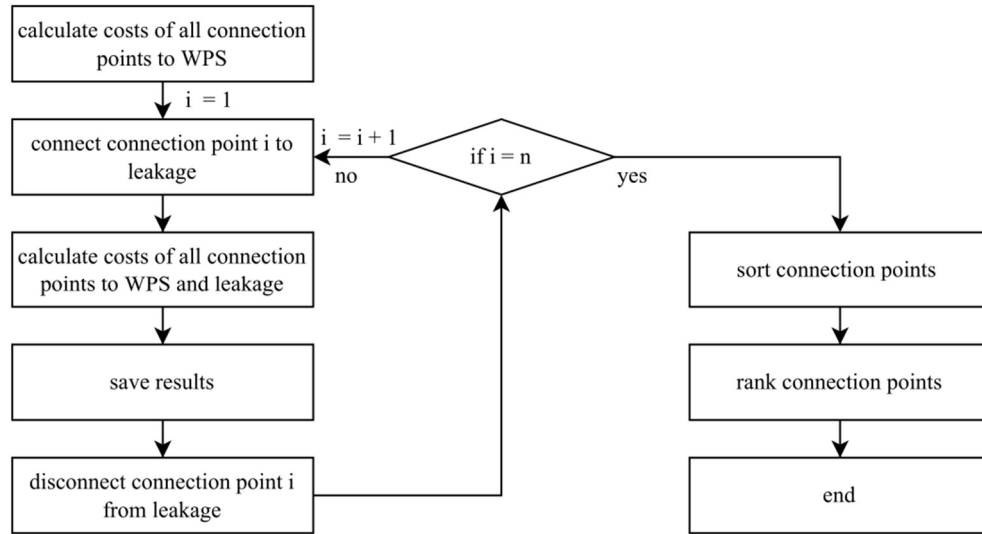 calculate costs of all connection
points to WPS
i = 1
connect connection point i to
leakage
calculate costs of all connection
points to WPS and leakage
save results
disconnect connection point i
from leakage
i = i + 1
no
if i = n
yes
sort connection points
rank connection points
end